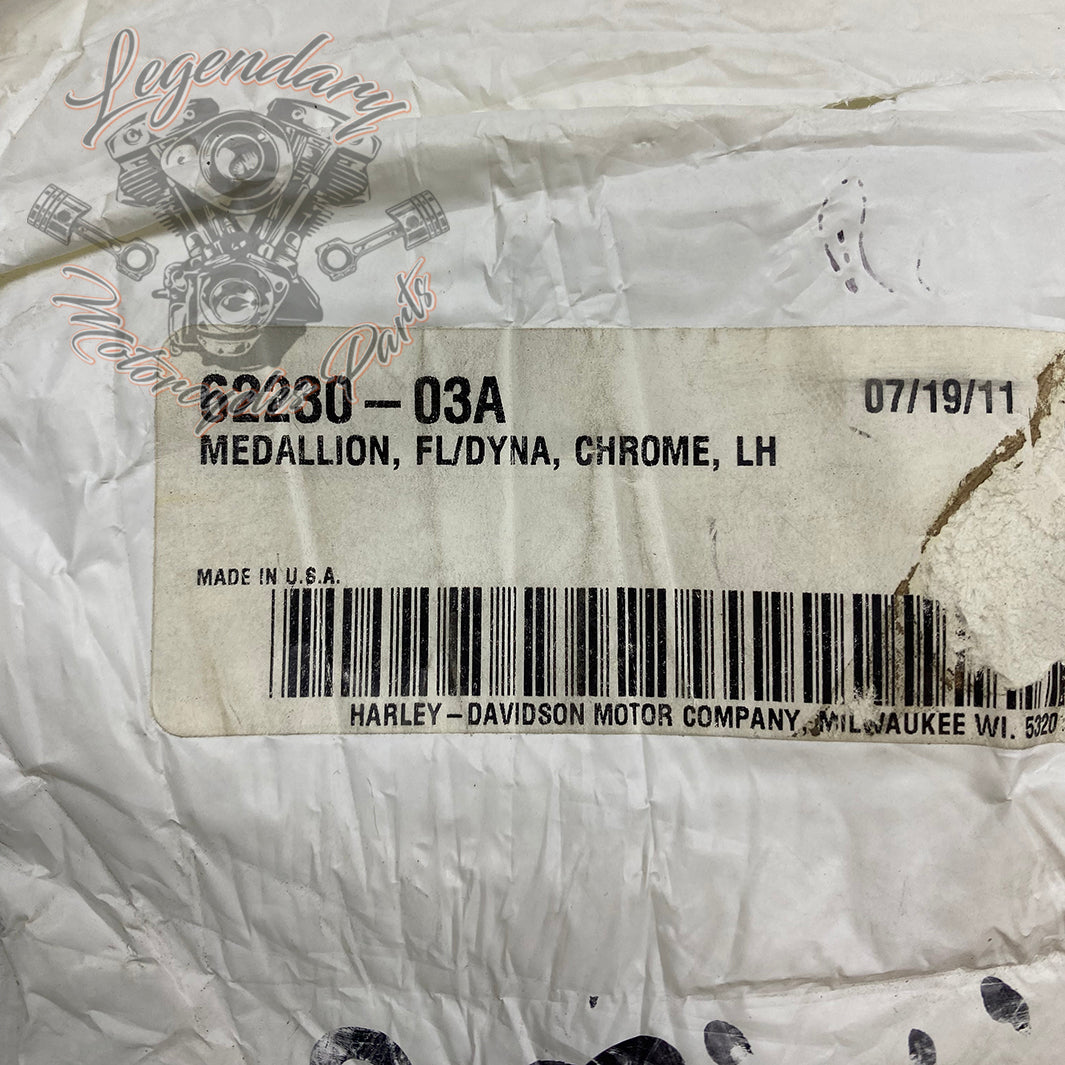 Legendary
Motorcycle Parts
62280-03A 07/19/11
MEDALLION, FL/DYNA, CHROME, LH
MADE IN U.S.A.
HARLEY-DAVIDSON MOTOR COMPANY, MILWAUKEE WI. 5320